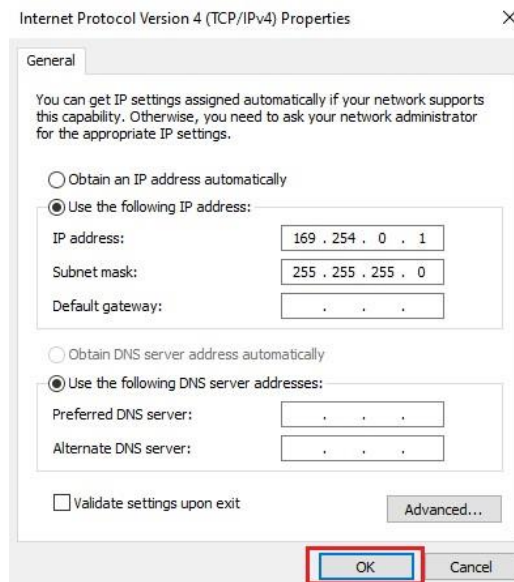 Internet Protocol Version 4 (TCP/IPv4) Properties
General
You can get IP settings assigned automatically if your network supports
this capability. Otherwise, you need to ask your network administrator
for the appropriate IP settings.
Obtain an IP address automatically
Use the following IP address:
IP address: 169 . 254 . 0 . 1
Subnet mask: 255 . 255 . 255 . 0
Default gateway: . . .
Obtain DNS server address automatically
Use the following DNS server addresses:
Preferred DNS server: . . .
Alternate DNS server: . . .
Validate settings upon exit
Advanced...
OK Cancel